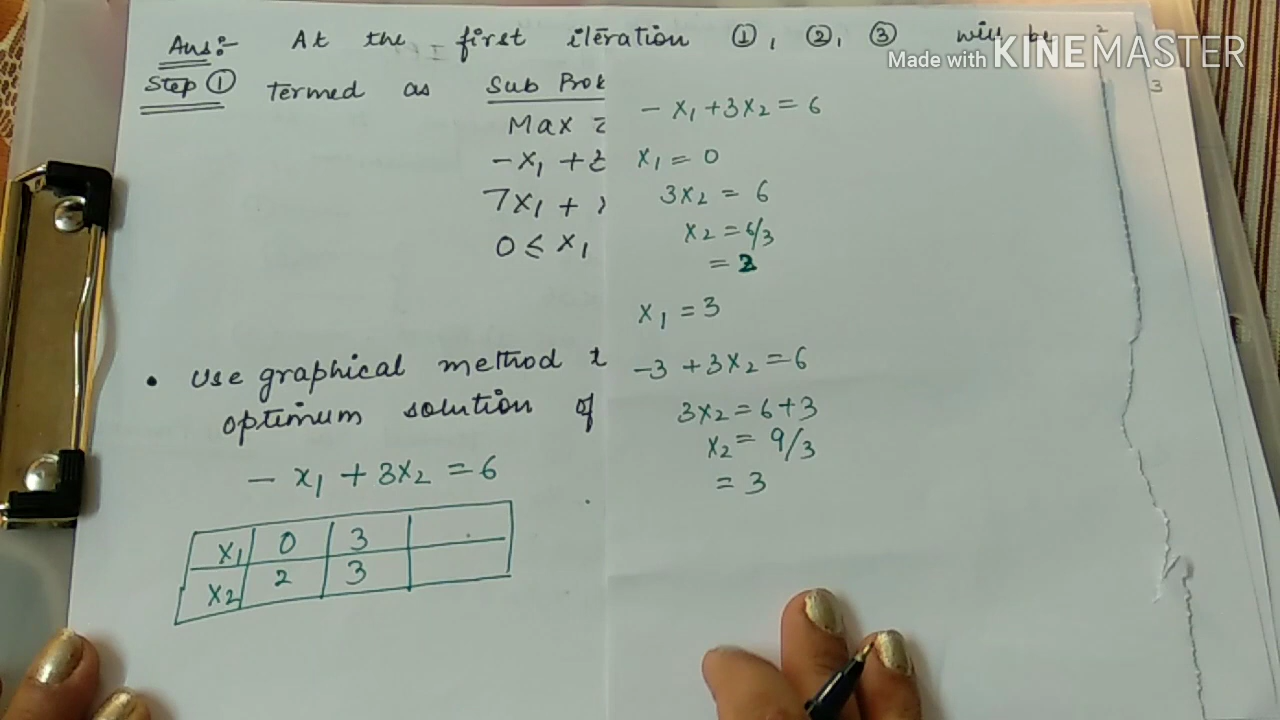 Ans:- At the first iteration ①, ②, ③ will be
Made with KINEMASTER
Step ① termed as Sub Prob
Max z
-x₁ +
7x₁ +
0 ≤ x₁
• Use graphical method t
optimum solution of
- x₁ + 3x₂ = 6
x₁ 0 3
x₂ 2 3
- x₁ + 3x₂ = 6
x₁ = 0
3x₂ = 6
x₂ = 6/3
= 2
x₁ = 3
-3 + 3x₂ = 6
3x₂ = 6+3
x₂ = 9/3
= 3
2
3